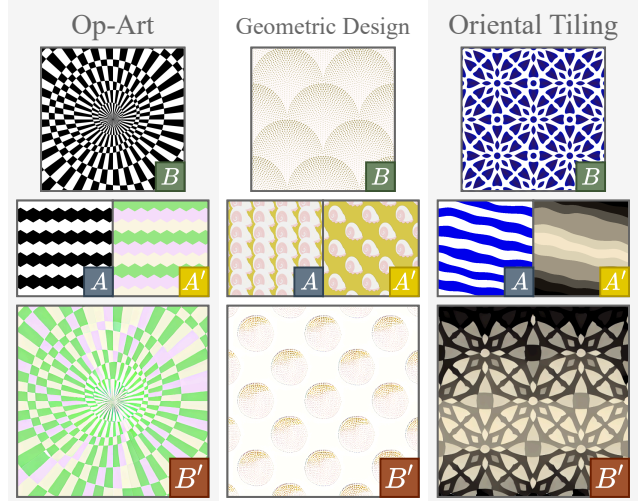 Op-Art
Geometric Design
Oriental Tiling
B
B
B
A
A′
A
A′
A
A′
B′
B′
B′